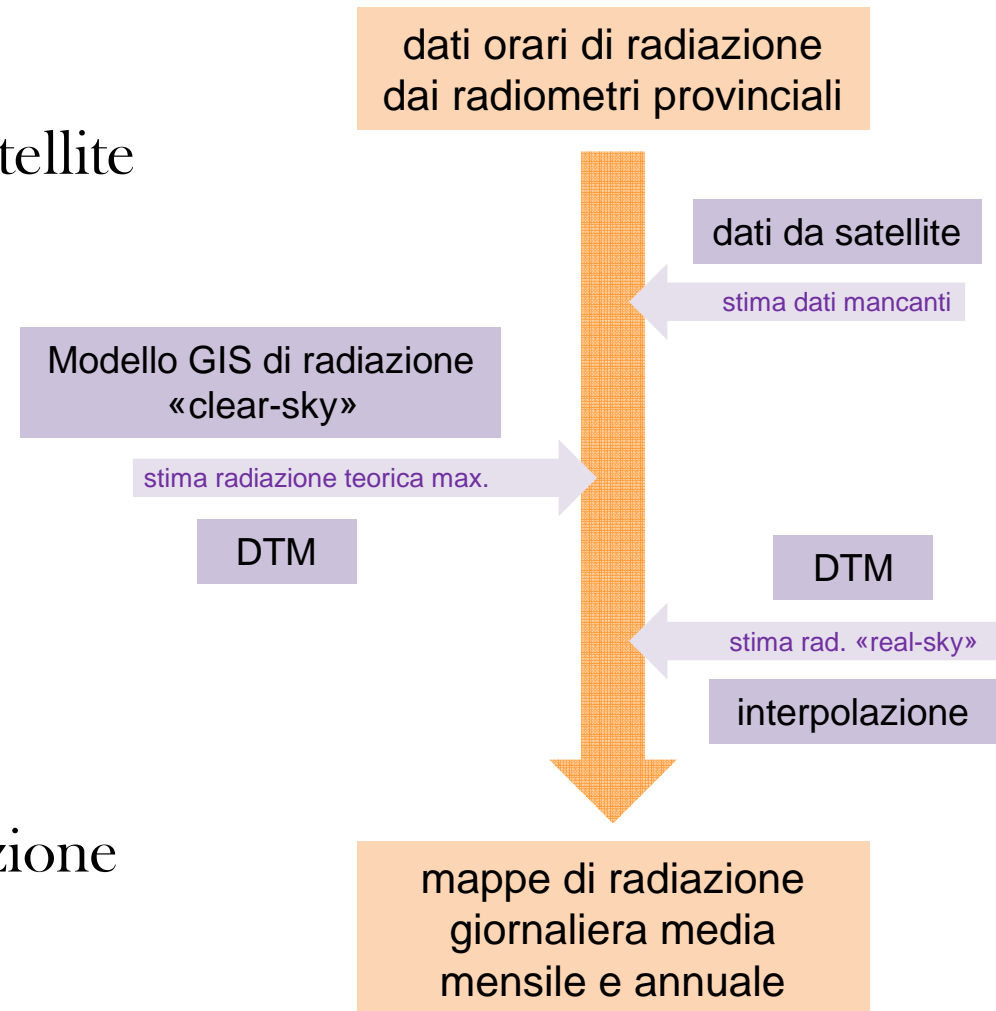 dati orari di radiazione
dai radiometri provinciali
tellite
dati da satellite
stima dati mancanti
Modello GIS di radiazione
«clear-sky»
stima radiazione teorica max.
DTM
DTM
stima rad. «real-sky»
interpolazione
zione
mappe di radiazione
giornaliera media
mensile e annuale